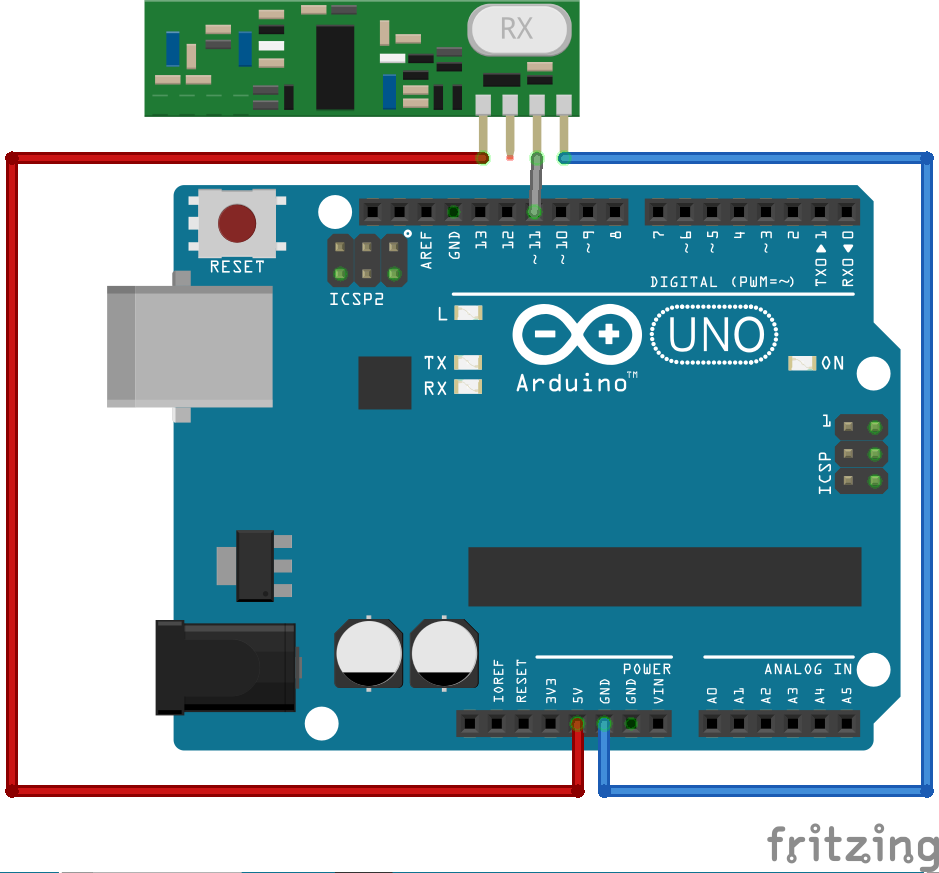 RX
RESET
AREF
GND
13
12
~11
~10
~9
8
7
~6
~5
4
~3
2
TX0▶1
RX0◀0
ICSP2
DIGITAL (PWM=~)
L
TX
RX
UNO
Arduino™
ON
1
ICSP
POWER
ANALOG IN
IOREF
RESET
3V3
5V
GND
GND
VIN
A0
A1
A2
A3
A4
A5
fritzing